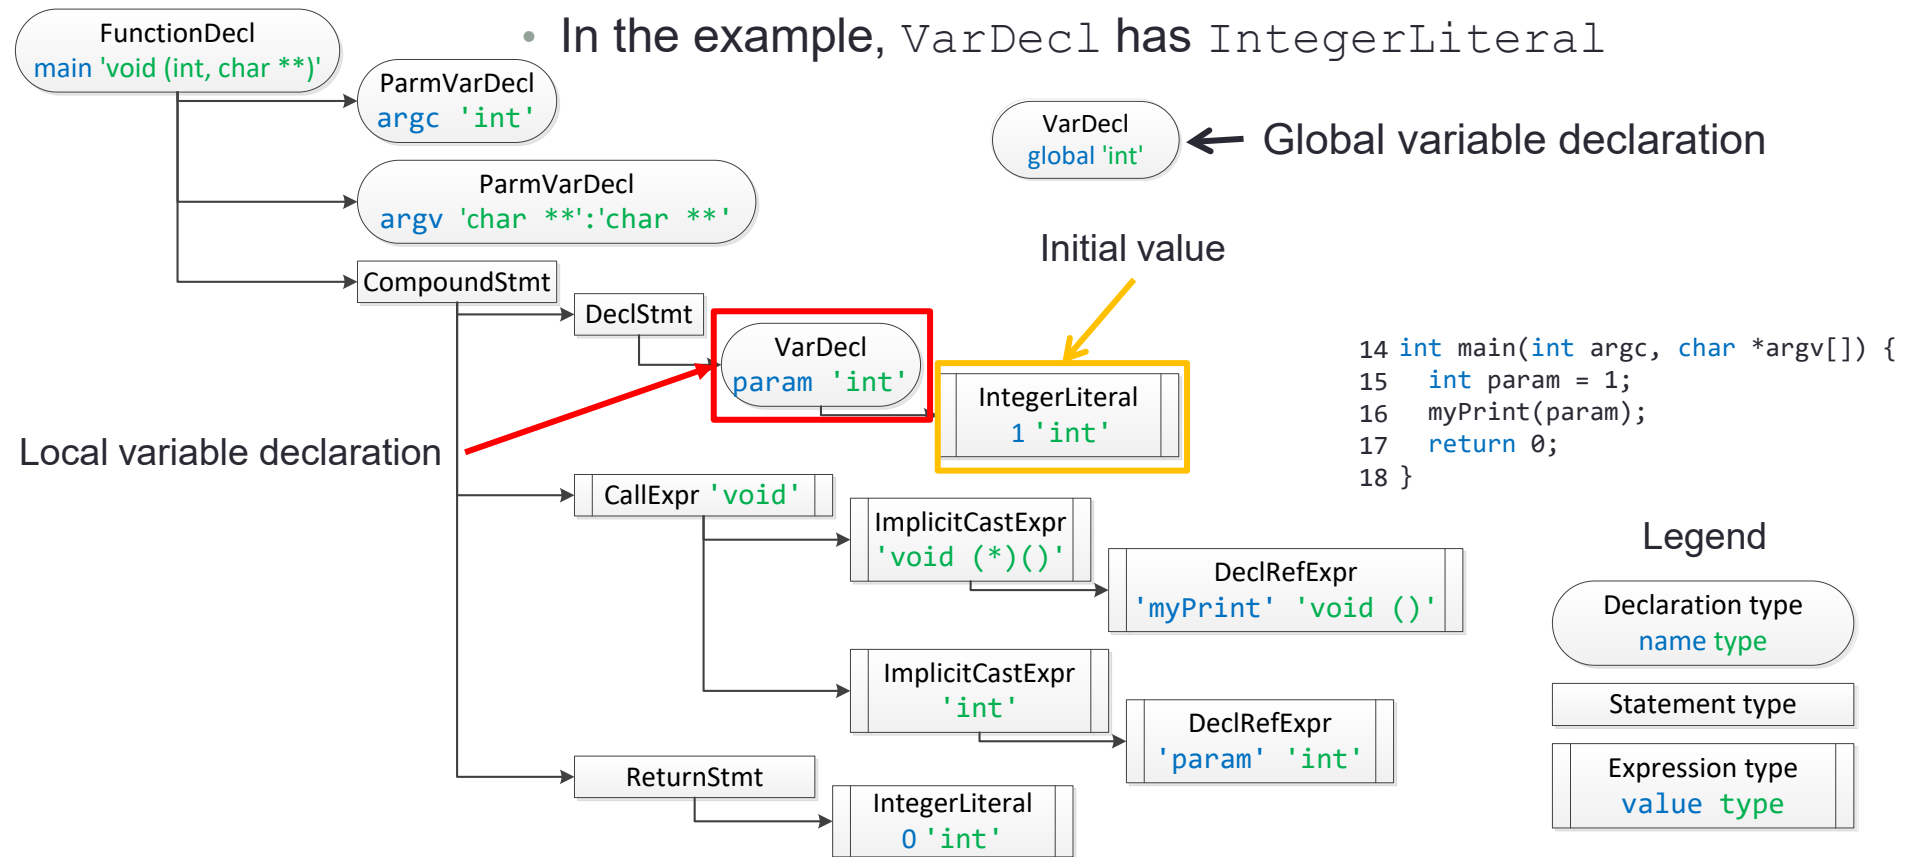 • In the example, VarDecl has IntegerLiteral
FunctionDecl
main 'void (int, char **)'
ParmVarDecl
argc 'int'
ParmVarDecl
argv 'char **':'char **'
VarDecl
global 'int'
Global variable declaration
Initial value
CompoundStmt
DeclStmt
VarDecl
param 'int'
IntegerLiteral
1 'int'
Local variable declaration
CallExpr 'void'
ImplicitCastExpr
'void (*)()'
DeclRefExpr
'myPrint' 'void ()'
ImplicitCastExpr
'int'
DeclRefExpr
'param' 'int'
ReturnStmt
IntegerLiteral
0 'int'
14 int main(int argc, char *argv[]) {
15 int param = 1;
16 myPrint(param);
17 return 0;
18 }
Legend
Declaration type
name type
Statement type
Expression type
value type